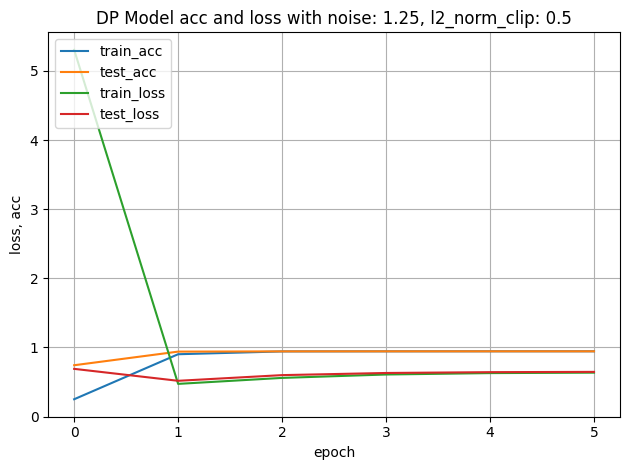 DP Model acc and loss with noise: 1.25, l2_norm_clip: 0.5
train_acc
test_acc
train_loss
test_loss
5
4
3
2
1
0
loss, acc
0 1 2 3 4 5
epoch